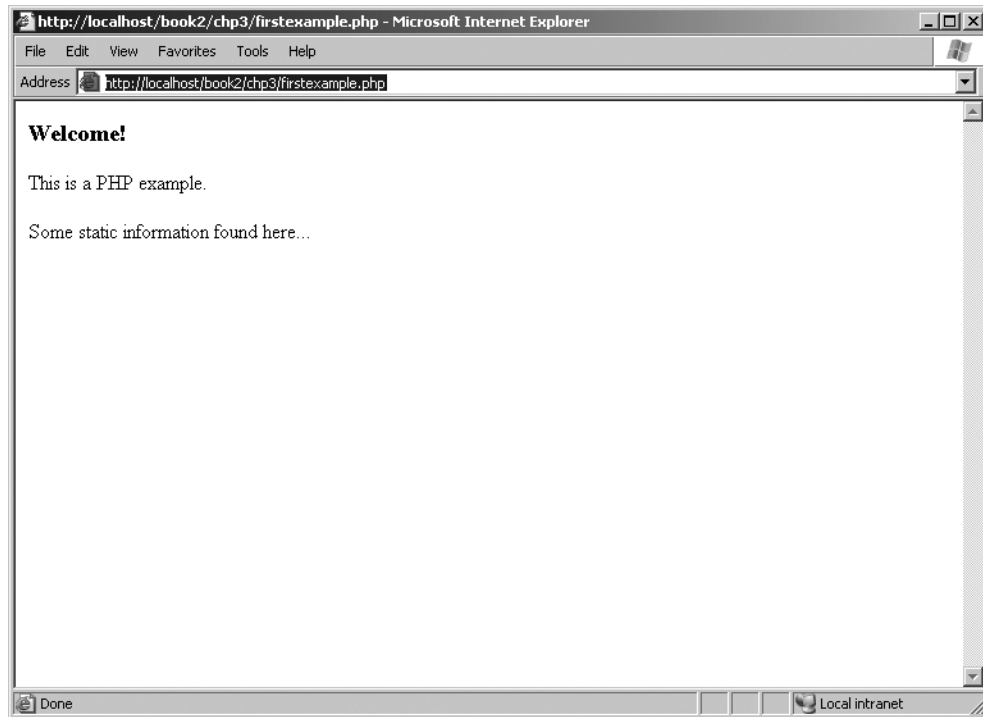 http://localhost/book2/chp3/firstexample.php - Microsoft Internet Explorer
File Edit View Favorites Tools Help
Address http://localhost/book2/chp3/firstexample.php
Welcome!
This is a PHP example.
Some static information found here...
Done Local intranet